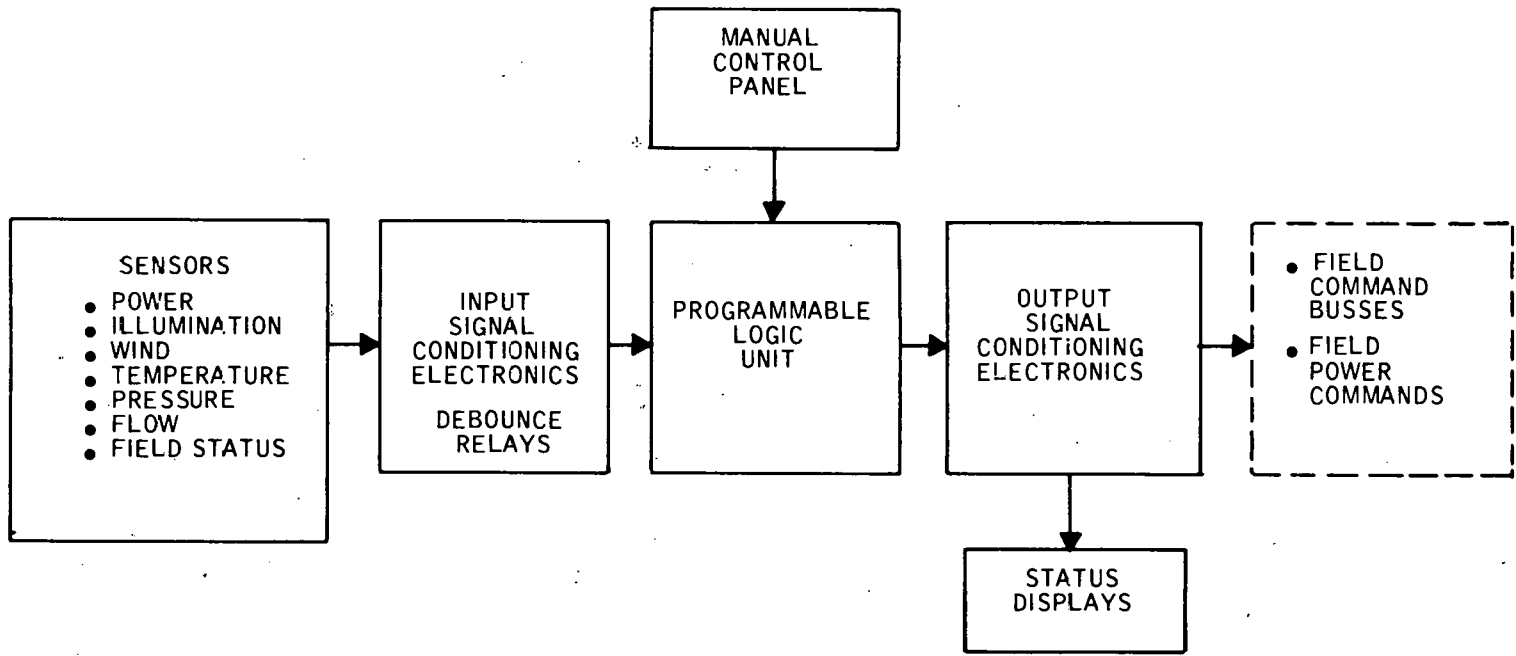 MANUAL
CONTROL
PANEL
SENSORS
● POWER
● ILLUMINATION
● WIND
● TEMPERATURE
● PRESSURE
● FLOW
● FIELD STATUS
INPUT
SIGNAL
CONDITIONING
ELECTRONICS
DEBOUNCE
RELAYS
PROGRAMMABLE
LOGIC
UNIT
OUTPUT
SIGNAL
CONDITIONING
ELECTRONICS
● FIELD
COMMAND
BUSSES
● FIELD
POWER
COMMANDS
STATUS
DISPLAYS